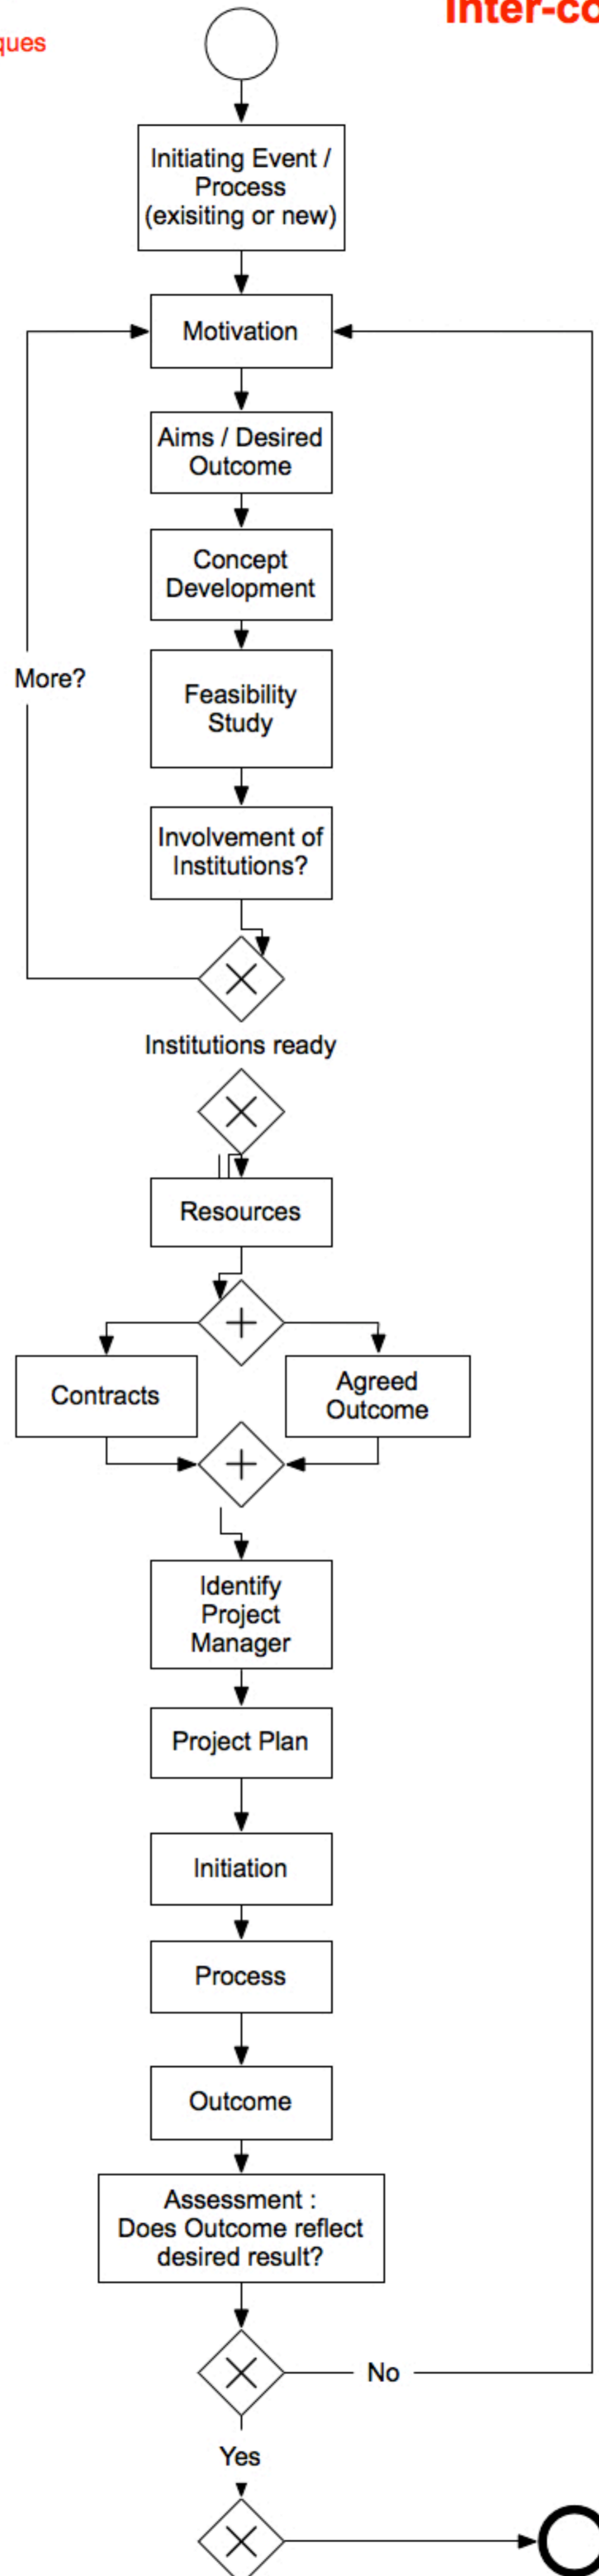 Inter-co
ques
Initiating Event /
Process
(exisiting or new)
Motivation
Aims / Desired
Outcome
Concept
Development
More?
Feasibility
Study
Involvement of
Institutions?
Institutions ready
Resources
Contracts
Agreed
Outcome
Identify
Project
Manager
Project Plan
Initiation
Process
Outcome
Assessment :
Does Outcome reflect
desired result?
No
Yes